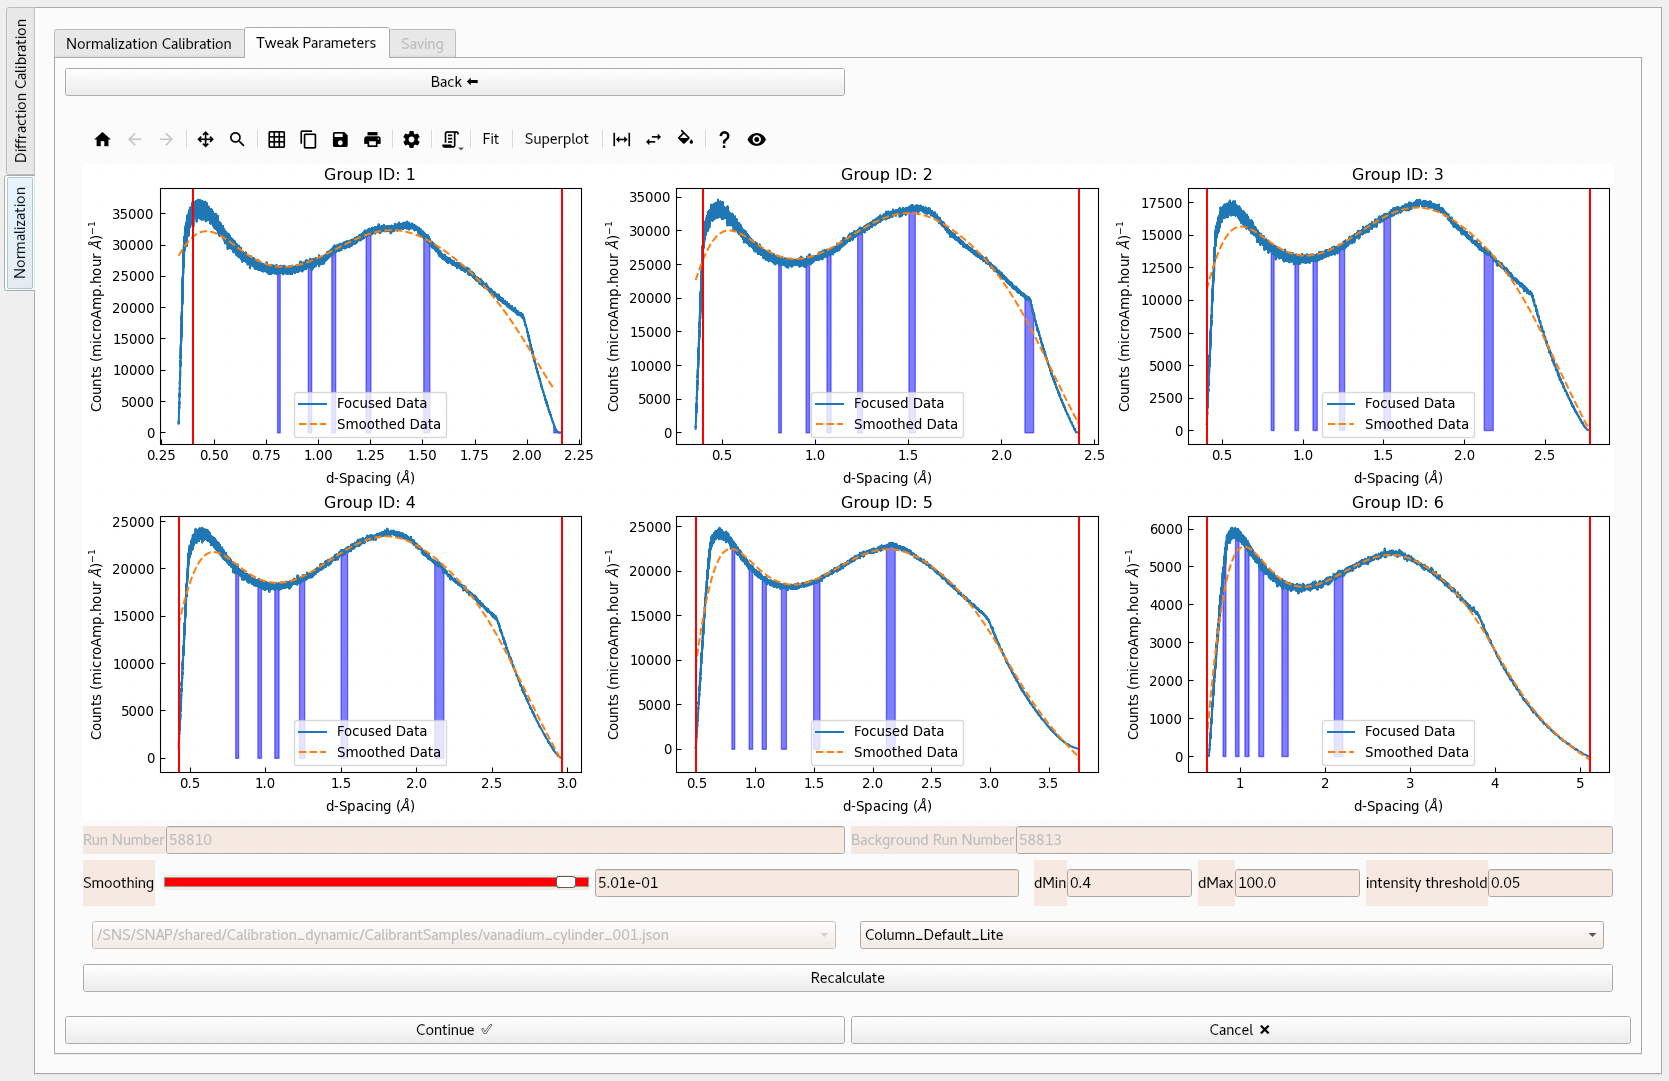 Diffraction Calibration
Normalization
Normalization Calibration
Tweak Parameters
Saving
Back ⬅
Fit
Superplot
Group ID: 1
Counts (microAmp.hour Å)⁻¹
35000
30000
25000
20000
15000
10000
5000
0
Focused Data
Smoothed Data
0.25 0.50 0.75 1.00 1.25 1.50 1.75 2.00 2.25
d-Spacing (Å)
Group ID: 2
Counts (microAmp.hour Å)⁻¹
35000
30000
25000
20000
15000
10000
5000
0
Focused Data
Smoothed Data
0.5 1.0 1.5 2.0 2.5
d-Spacing (Å)
Group ID: 3
Counts (microAmp.hour Å)⁻¹
17500
15000
12500
10000
7500
5000
2500
0
Focused Data
Smoothed Data
0.5 1.0 1.5 2.0 2.5
d-Spacing (Å)
Group ID: 4
Counts (microAmp.hour Å)⁻¹
25000
20000
15000
10000
5000
0
Focused Data
Smoothed Data
0.5 1.0 1.5 2.0 2.5 3.0
d-Spacing (Å)
Group ID: 5
Counts (microAmp.hour Å)⁻¹
25000
20000
15000
10000
5000
0
Focused Data
Smoothed Data
0.5 1.0 1.5 2.0 2.5 3.0 3.5
d-Spacing (Å)
Group ID: 6
Counts (microAmp.hour Å)⁻¹
6000
5000
4000
3000
2000
1000
0
Focused Data
Smoothed Data
1 2 3 4 5
d-Spacing (Å)
Run Number 58810
Background Run Number 58813
Smoothing 5.01e-01
dMin 0.4
dMax 100.0
intensity threshold 0.05
/SNS/SNAP/shared/Calibration_dynamic/CalibrantSamples/vanadium_cylinder_001.json
Column_Default_Lite
Recalculate
Continue ✅
Cancel ❌